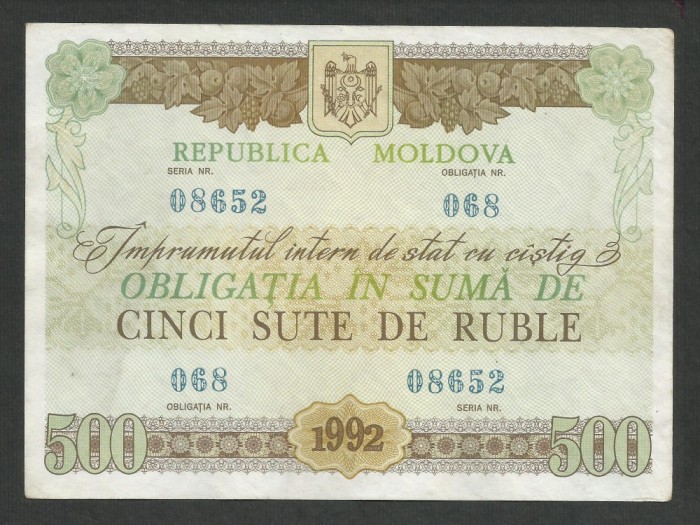 REPUBLICA MOLDOVA
SERIA NR. OBLIGAȚIA NR.
08652 068
Împrumutul intern de stat cu cîștig
OBLIGAȚIA ÎN SUMĂ DE
CINCI SUTE DE RUBLE
068 08652
OBLIGAȚIA NR. SERIA NR.
500 1992 500